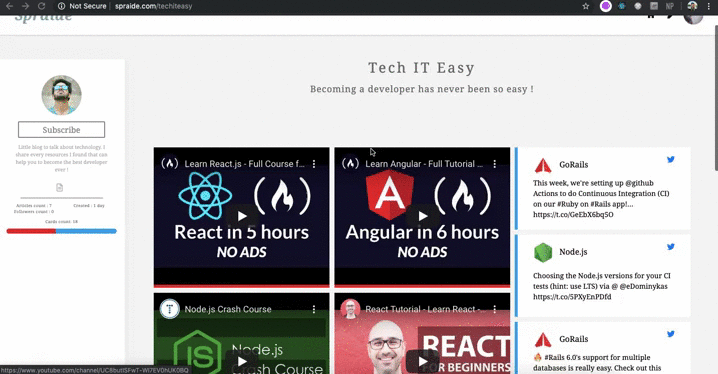 Not Secure | spraide.com/techiteasy
Spraide
Tech IT Easy
Becoming a developer has never been so easy !
Subscribe
Little blog to talk about technology. I
share every resources I found that can
help you to become the best developer
ever !
Articles count : 7
Created : 1 day
Followers count : 0
Cards count: 18
Learn React.js - Full Course f...
React in 5 hours
NO ADS
Learn Angular - Full Tutorial ...
Angular in 6 hours
NO ADS
Node.js Crash Course
Node.js
Crash Course
React Tutorial - Learn React -...
REACT
FOR BEGINNERS
GoRails
This week, we're setting up @github
Actions to do Continuous Integration (CI)
on our #Ruby on #Rails app!...
https://t.co/GeEbX6bq5O
Node.js
Choosing the Node.js versions for your CI
tests (hint: use LTS) via @ @eDominykas
https://t.co/5PXyEnPDfd
GoRails
🔥 #Rails 6.0's support for multiple
databases is really easy. Check out this